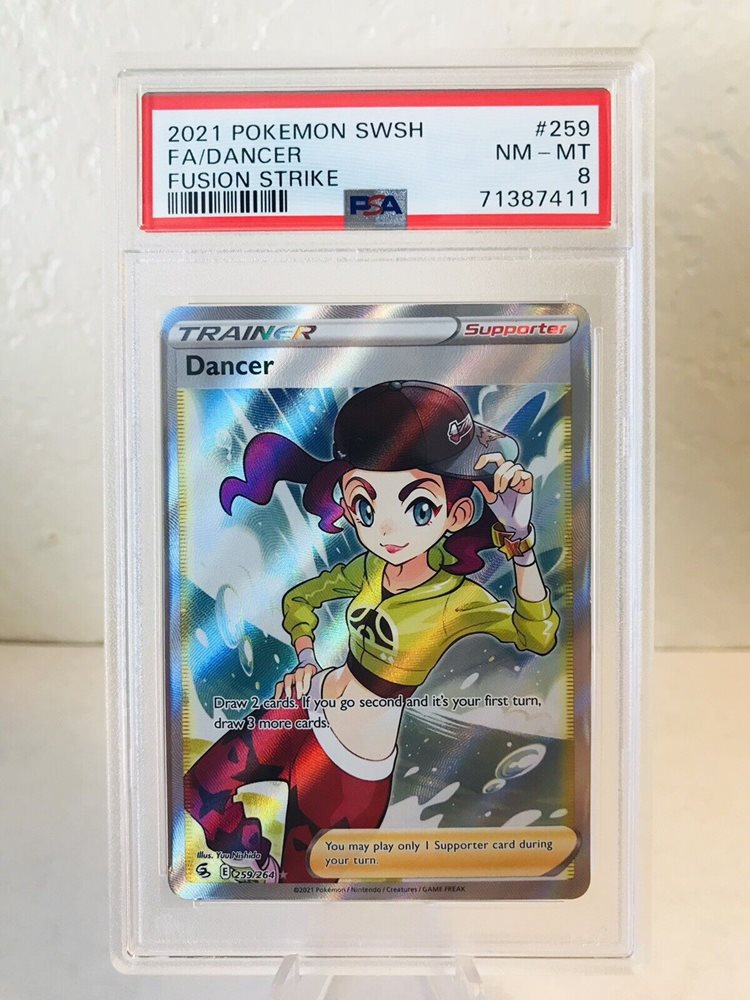 2021 POKEMON SWSH #259
FA/DANCER NM - MT
FUSION STRIKE 8
PSA 71387411
TRAINER Supporter
Dancer
Draw 2 cards. If you go second and it's your first turn,
draw 3 more cards.
Illus. Yuu Nishida
You may play only 1 Supporter card during
your turn.
E 259/264
©2021 Pokémon / Nintendo / Creatures / GAME FREAK